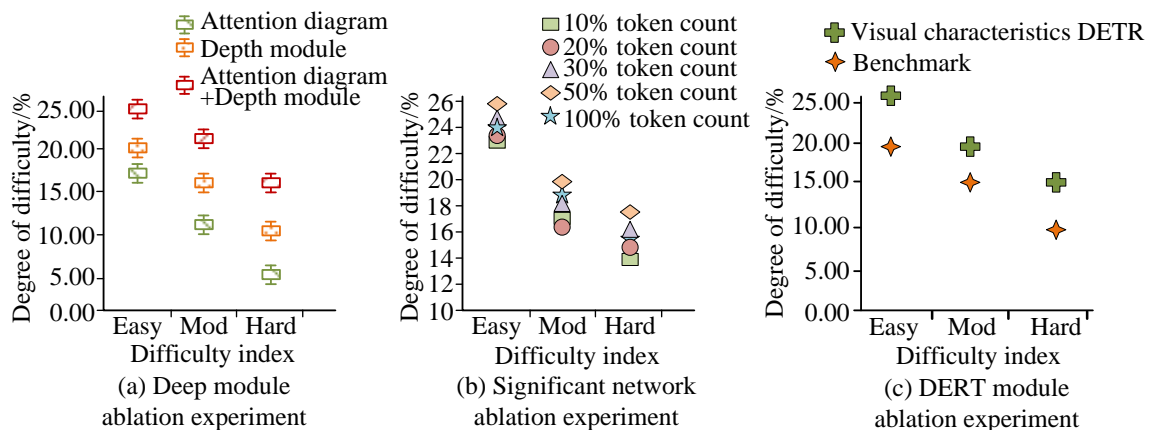 Attention diagram
Depth module
Attention diagram
+Depth module
Degree of difficulty/%
25.00
20.00
15.00
10.00
5.00
0.00
Easy Mod Hard
Difficulty index
(a) Deep module
ablation experiment
10% token count
20% token count
30% token count
50% token count
100% token count
Degree of difficulty/%
26
24
22
20
18
16
14
12
10
Easy Mod Hard
Difficulty index
(b) Significant network
ablation experiment
Visual characteristics DETR
Benchmark
Degree of difficulty/%
25.00
20.00
15.00
10.00
5.00
0.00
Easy Mod Hard
Difficulty index
(c) DERT module
ablation experiment